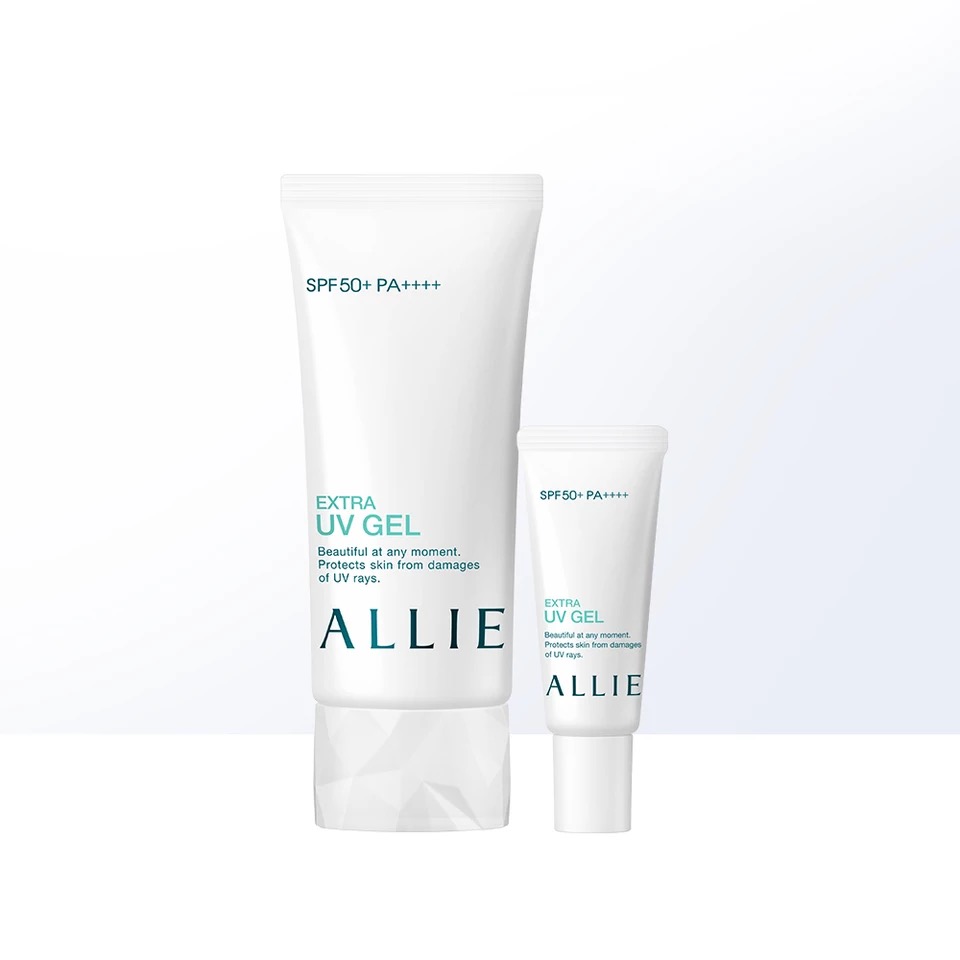 SPF50+ PA++++
EXTRA
UV GEL
Beautiful at any moment.
Protects skin from damages
of UV rays.
ALLIE
SPF50+ PA++++
EXTRA
UV GEL
Beautiful at any moment.
Protects skin from damages
of UV rays.
ALLIE